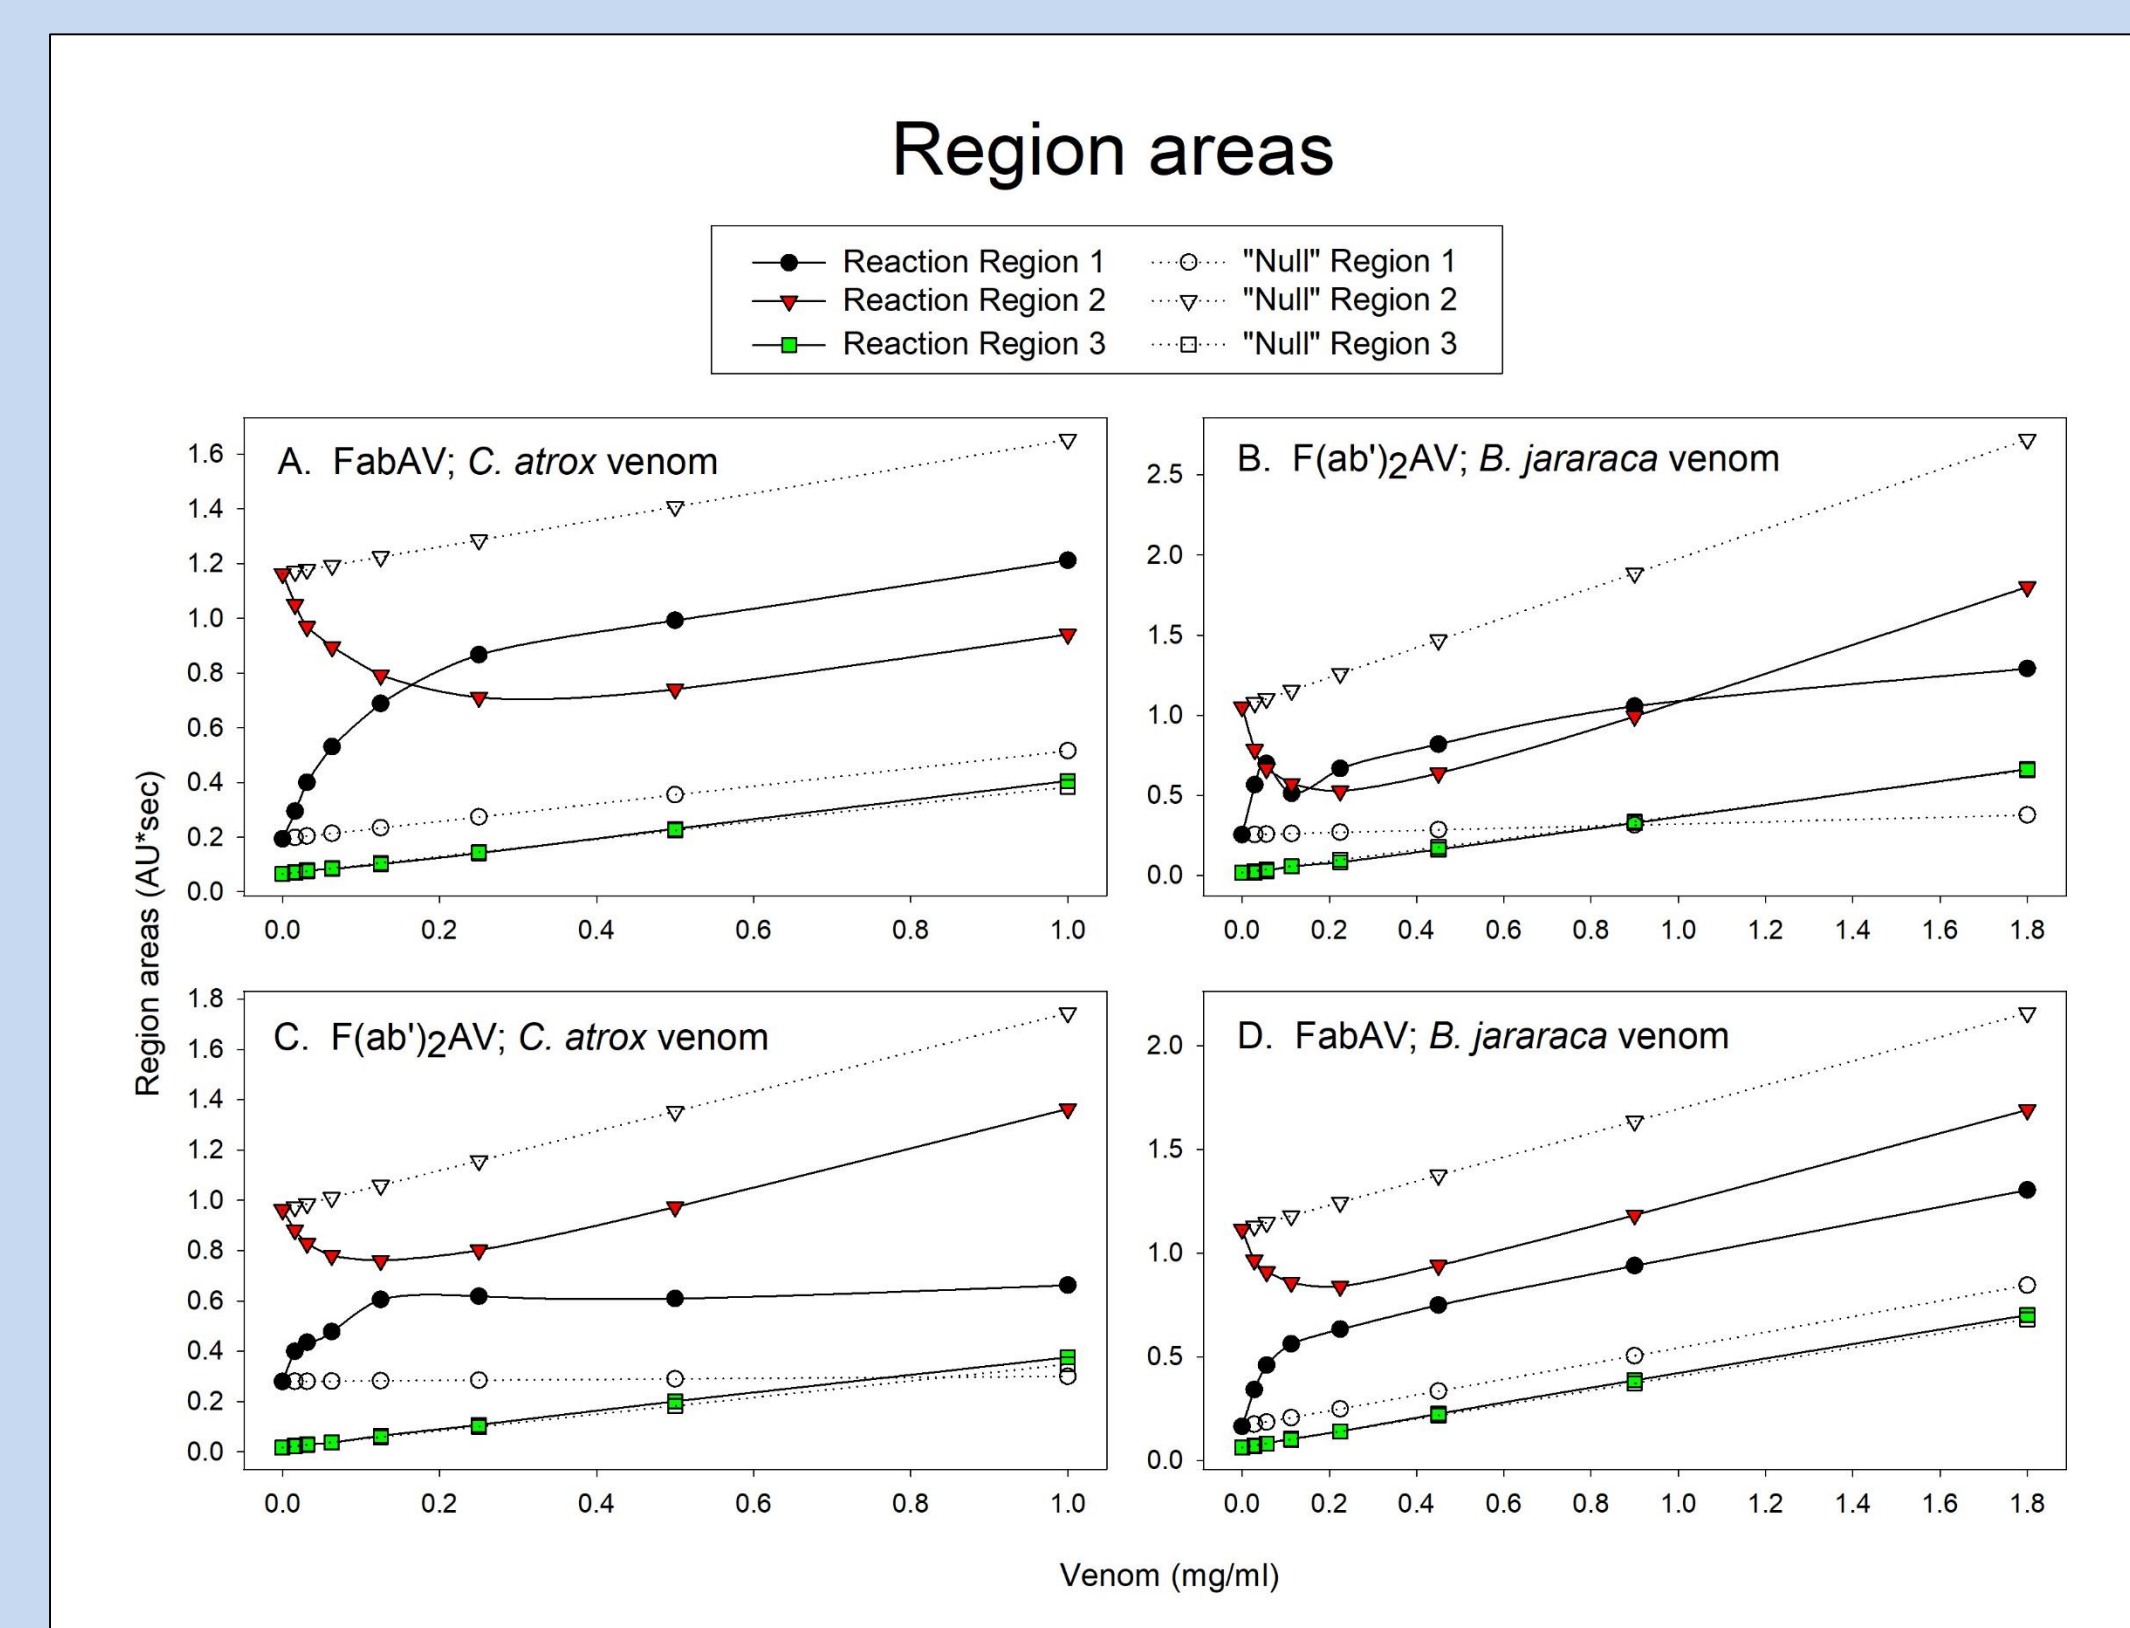 Region areas
Reaction Region 1
"Null" Region 1
Reaction Region 2
"Null" Region 2
Reaction Region 3
"Null" Region 3
A. FabAV; C. atrox venom
1.6
1.4
1.2
1.0
0.8
0.6
0.4
0.2
0.0
0.0 0.2 0.4 0.6 0.8 1.0
B. F(ab')2AV; B. jararaca venom
2.5
2.0
1.5
1.0
0.5
0.0
0.0 0.2 0.4 0.6 0.8 1.0 1.2 1.4 1.6 1.8
Region areas (AU*sec)
C. F(ab')2AV; C. atrox venom
1.8
1.6
1.4
1.2
1.0
0.8
0.6
0.4
0.2
0.0
0.0 0.2 0.4 0.6 0.8 1.0
D. FabAV; B. jararaca venom
2.0
1.5
1.0
0.5
0.0
0.0 0.2 0.4 0.6 0.8 1.0 1.2 1.4 1.6 1.8
Venom (mg/ml)